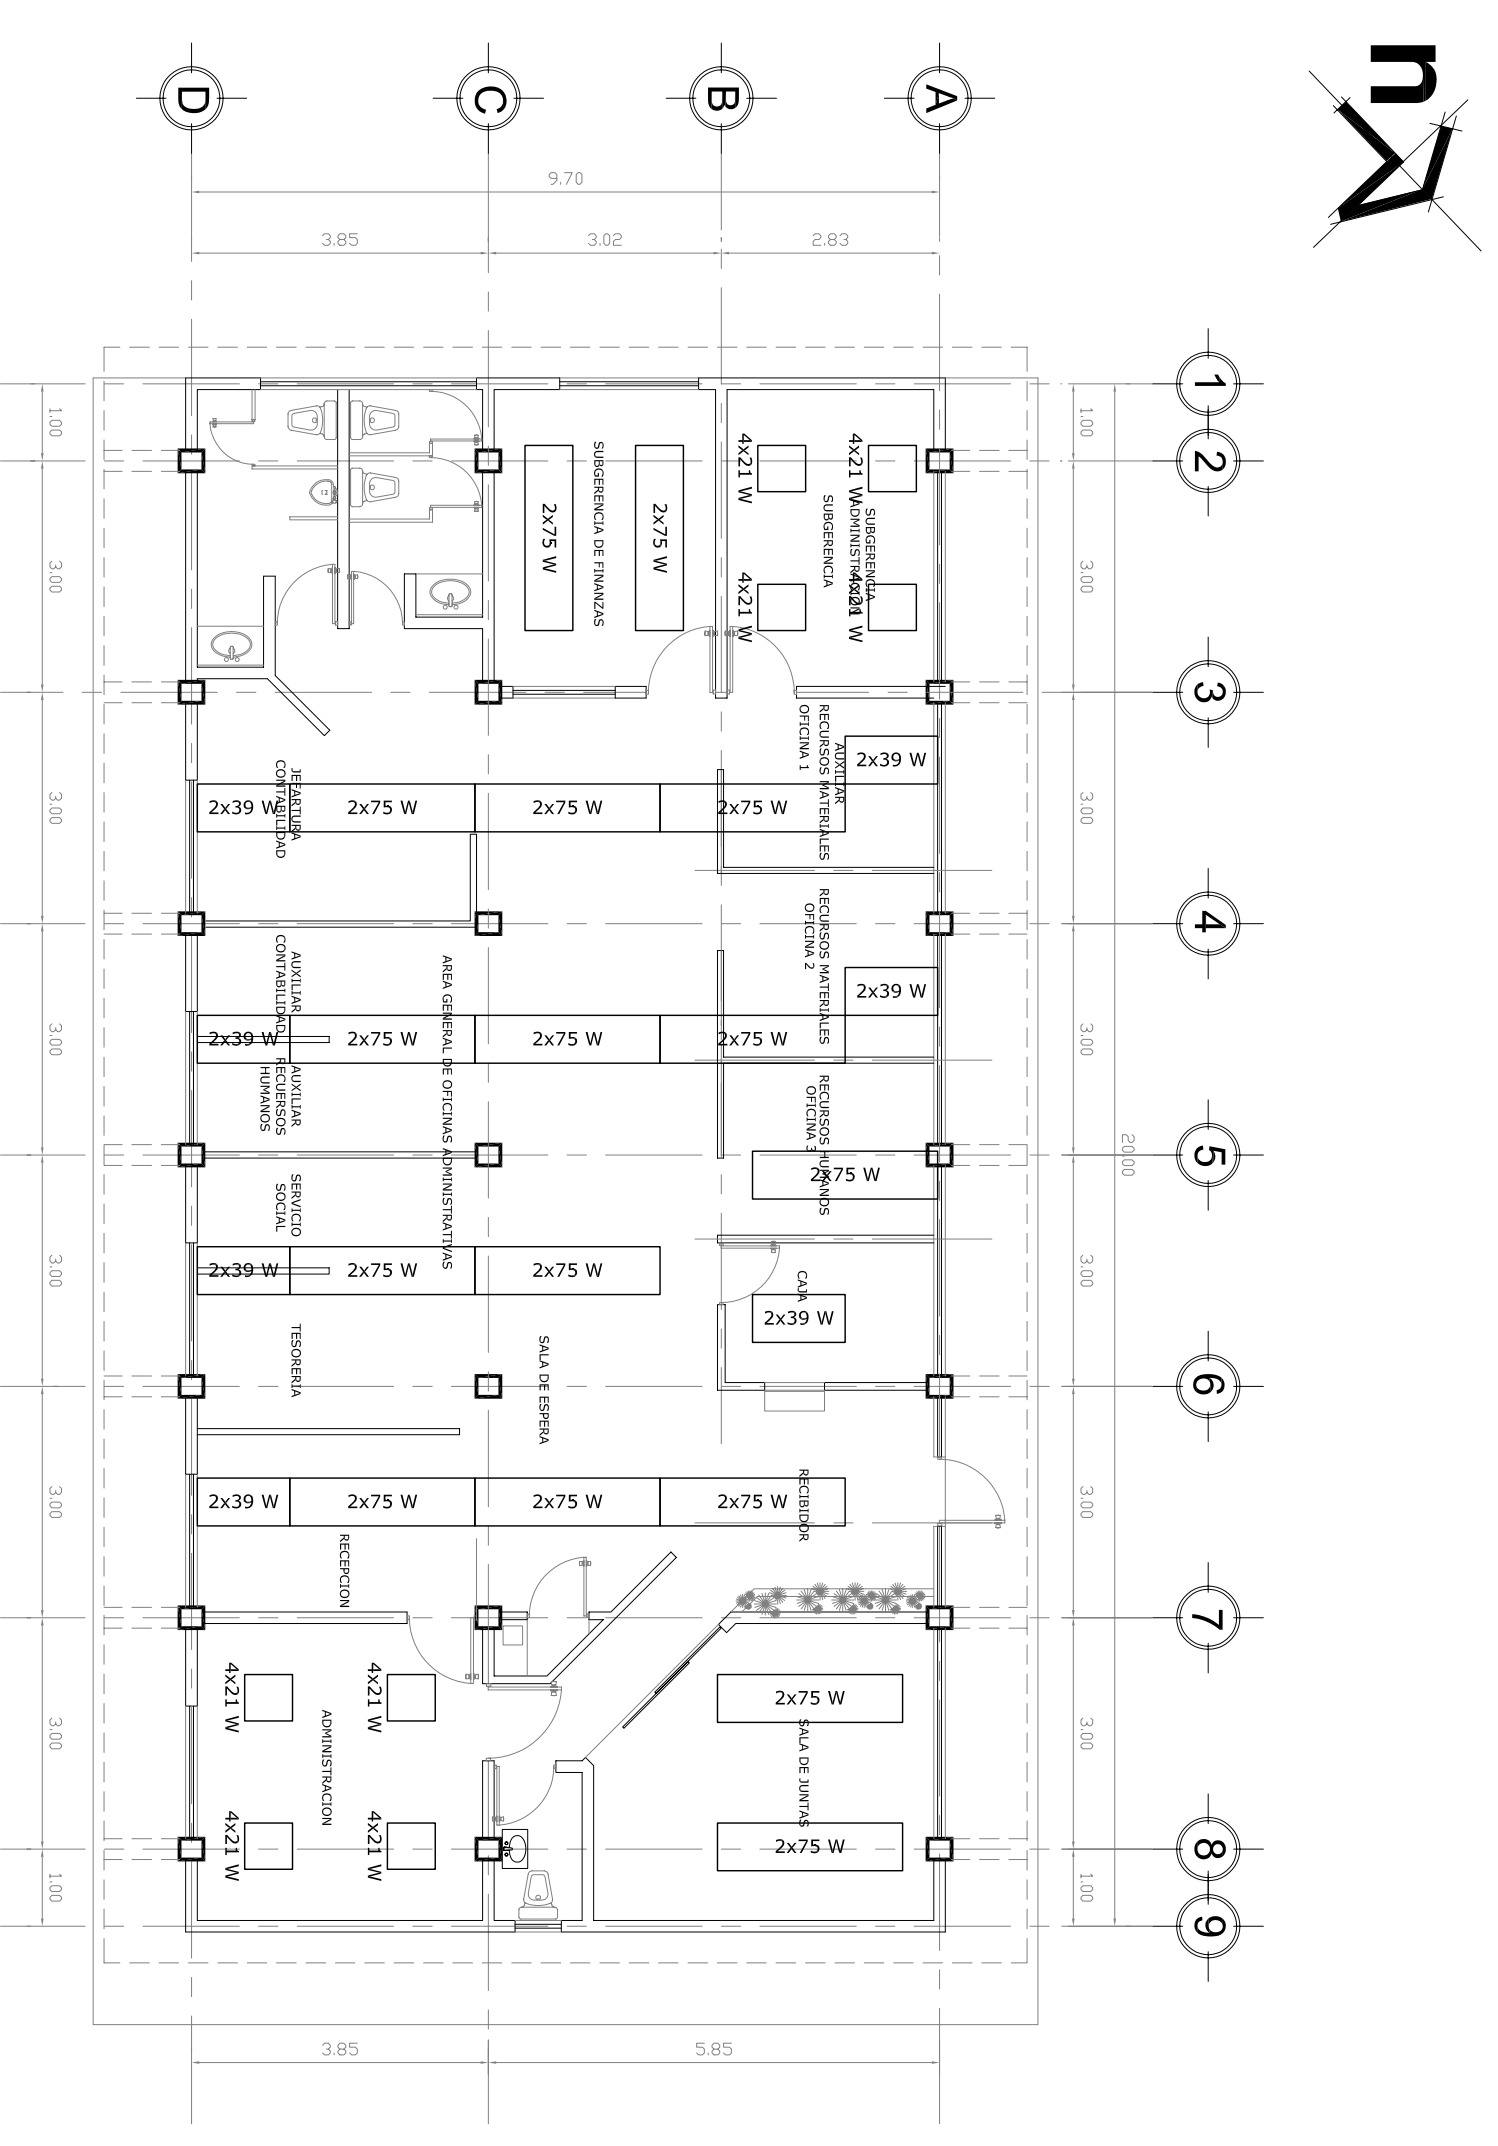 n
D
C
B
A
9.70
3.85
3.02
2.83
1
2
3
4
5
6
7
8
9
1.00
3.00
3.00
3.00
3.00
3.00
3.00
1.00
1.00
3.00
3.00
3.00
3.00
3.00
3.00
1.00
20.00
SUBGERENCIA DE FINANZAS
2x75 W
2x75 W
4x21 W
4x21 W
4x21 W
4x21 W
SUBGERENCIA
ADMINISTRACION
SUBGERENCIA
AUXILIAR
RECURSOS MATERIALES
OFICINA 1
2x39 W
JEFARTURA
CONTABILIDAD
2x39 W
2x75 W
2x75 W
2x75 W
RECURSOS MATERIALES
OFICINA 2
2x39 W
AUXILIAR
CONTABILIDAD
AREA GENERAL DE OFICINAS ADMINISTRATIVAS
2x39 W
2x75 W
2x75 W
2x75 W
AUXILIAR
RECUERSOS
HUMANOS
RECURSOS HUMANOS
OFICINA 3
2x75 W
SERVICIO
SOCIAL
2x39 W
2x75 W
2x75 W
CAJA
2x39 W
TESORERIA
SALA DE ESPERA
2x39 W
2x75 W
2x75 W
2x75 W
RECIBIDOR
RECEPCION
4x21 W
4x21 W
4x21 W
4x21 W
ADMINISTRACION
2x75 W
SALA DE JUNTAS
2x75 W
3.85
5.85